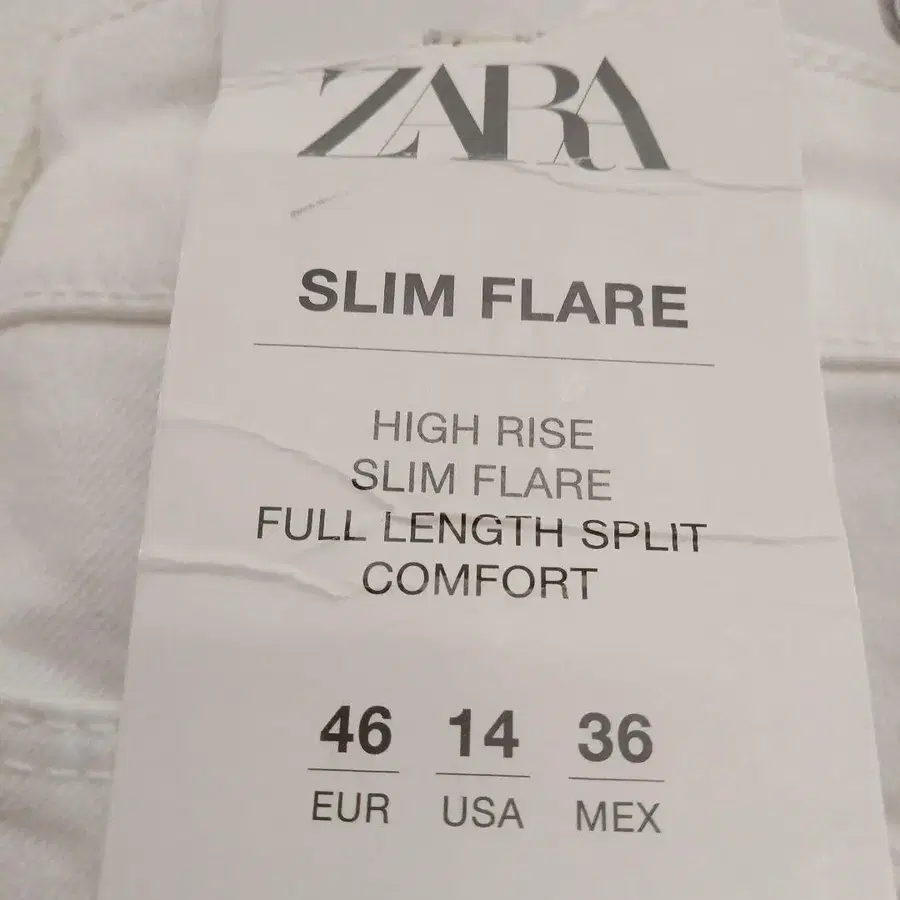 ZARA
SLIM FLARE
HIGH RISE
SLIM FLARE
FULL LENGTH SPLIT
COMFORT
46 14 36
EUR USA MEX